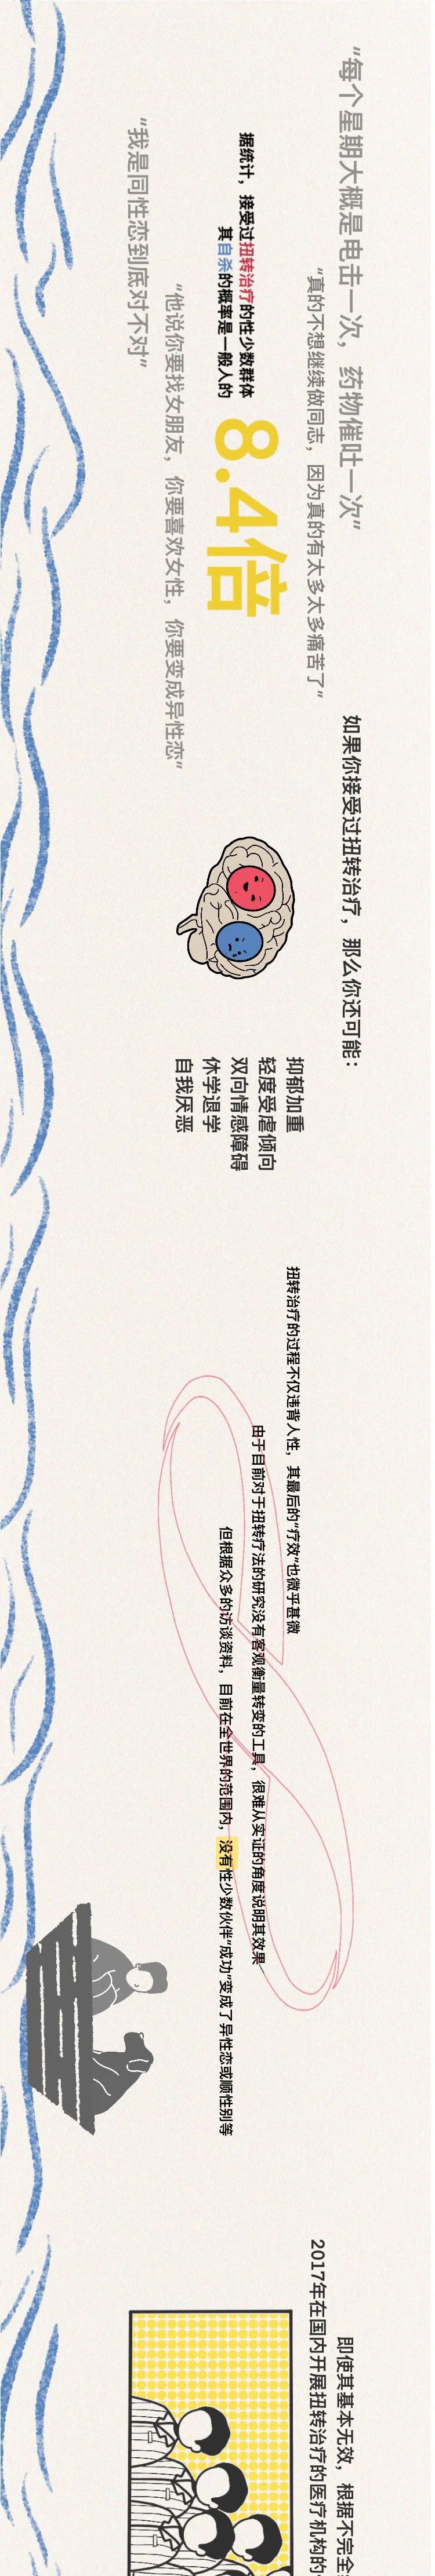 “每个星期大概是电击一次，药物催吐一次”
“真的不想继续做同志，因为真的有太多太多痛苦了”
据统计，接受过扭转治疗的性少数群体
其自杀的概率是一般人的
8.4倍
“他说你要找女朋友，你要喜欢女性，你要变成异性恋”
“我是同性恋到底对不对”
如果你接受过扭转治疗，那么你还可能：
抑郁加重
轻度受虐倾向
双向情感障碍
休学退学
自我厌恶
扭转治疗的过程不仅违背人性，其最后的“疗效”也微乎甚微
由于目前对于扭转疗法的研究没有客观衡量转变的工具，很难从实证的角度说明其效果
但根据众多的访谈资料，目前在全世界的范围内，没有性少数伙伴“成功”变成了异性恋或顺性别等
即使其基本无效，根据不完全
2017年在国内开展扭转治疗的医疗机构的